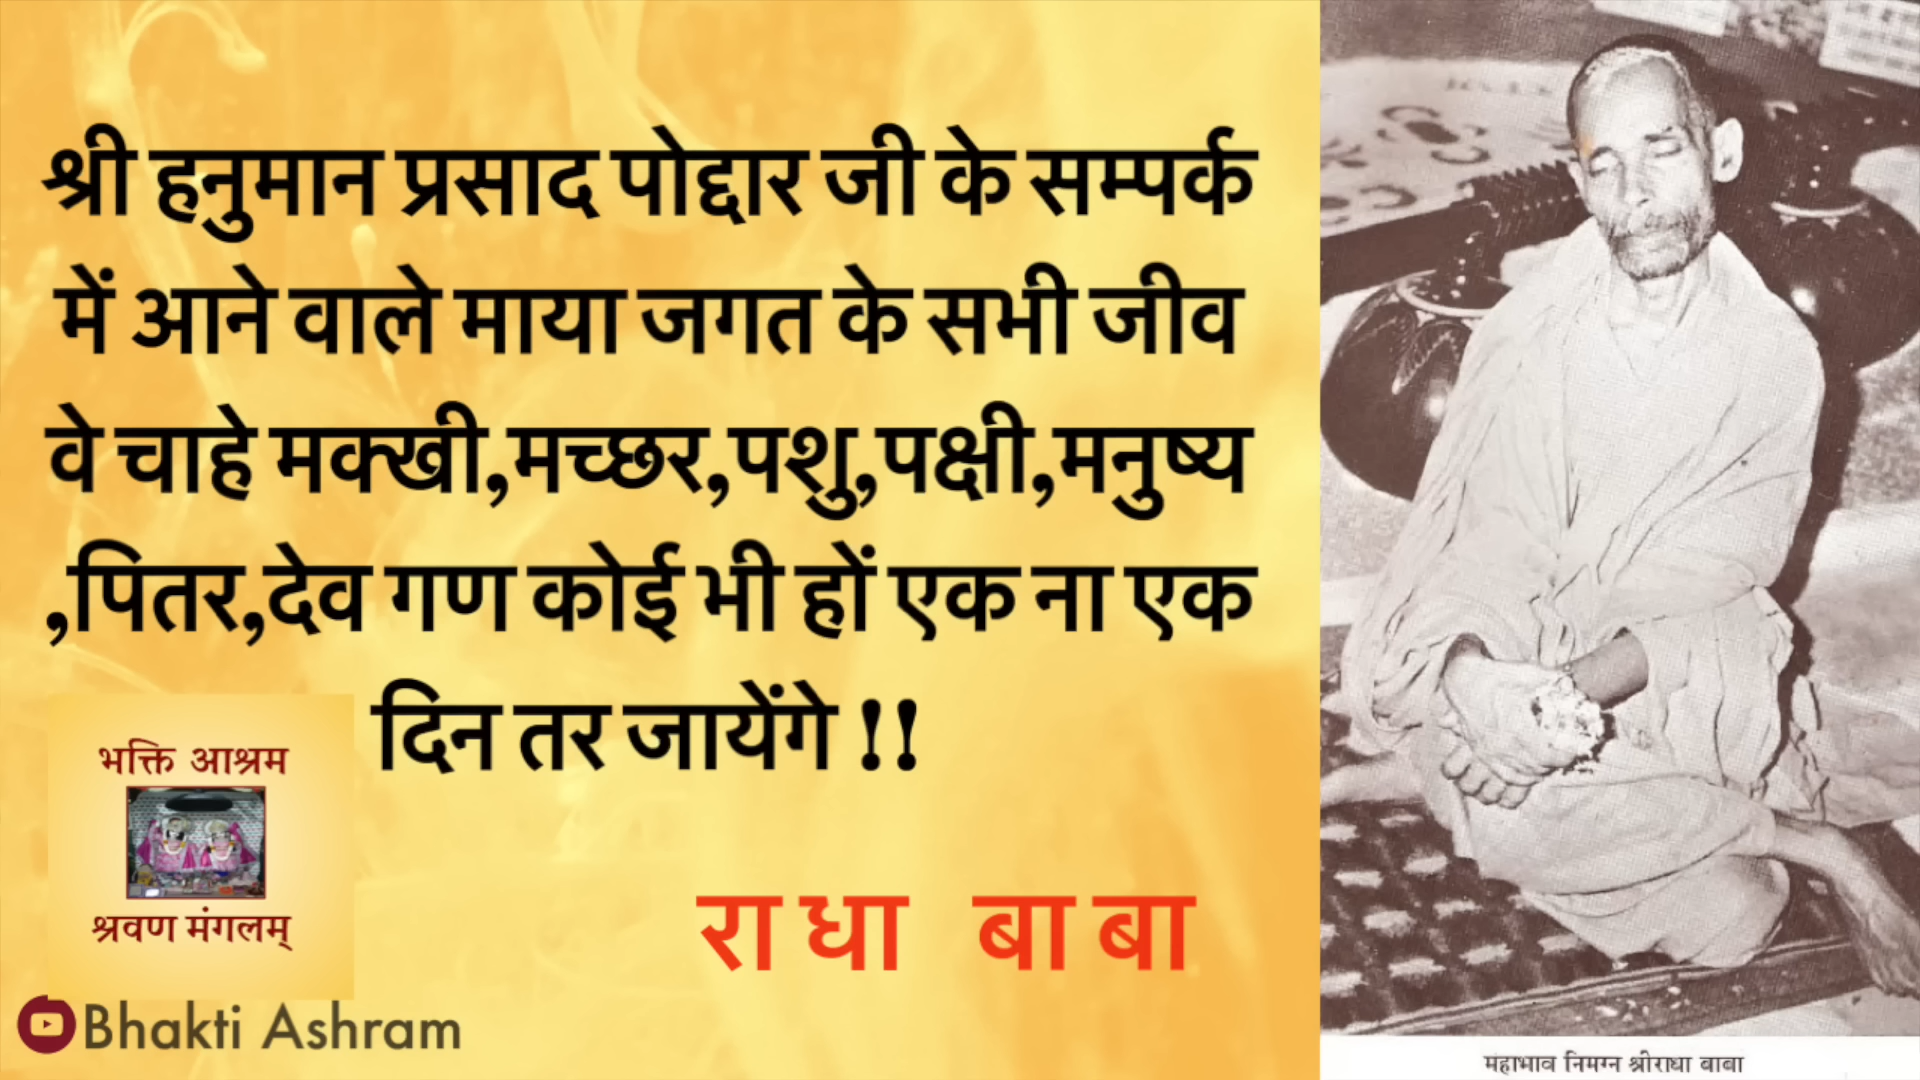 श्री हनुमान प्रसाद पोद्दार जी के सम्पर्क
में आने वाले माया जगत के सभी जीव
वे चाहे मक्खी,मच्छर,पशु,पक्षी,मनुष्य
,पितर,देव गण कोई भी हों एक ना एक
दिन तर जायेंगे !!
राधा बाबा
भक्ति आश्रम
श्रवण मंगलम्
Bhakti Ashram
महाभाव निमग्न श्रीराधा बाबा